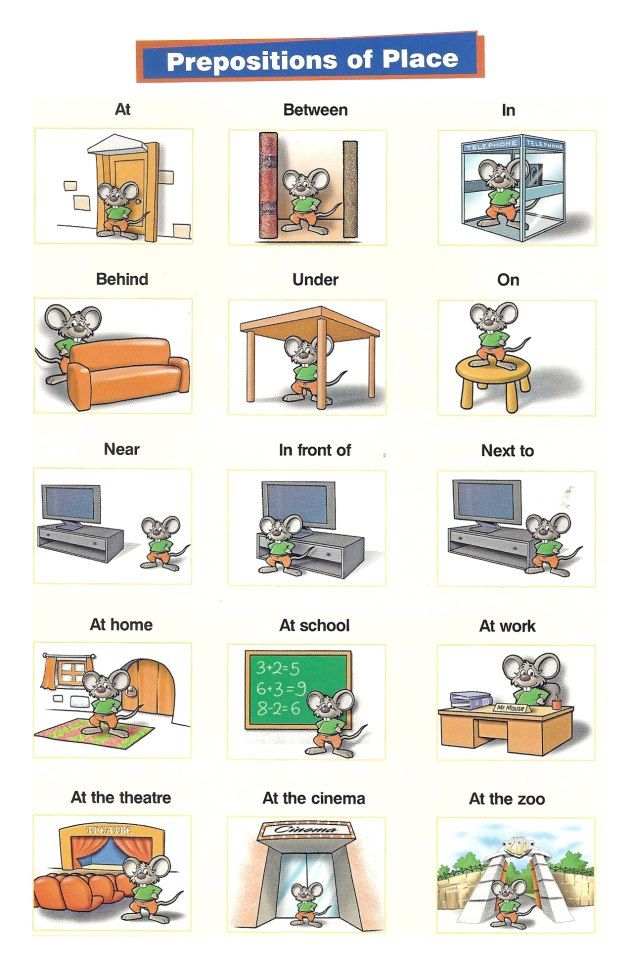 Prepositions of Place
At
Between
In
TELEPHONE TELEPHONE
Behind
Under
On
Near
In front of
Next to
At home
At school
At work
3+2=5
6+3=9
8-2=6
Mr Mouse
At the theatre
At the cinema
At the zoo
THEATRE
Cinema